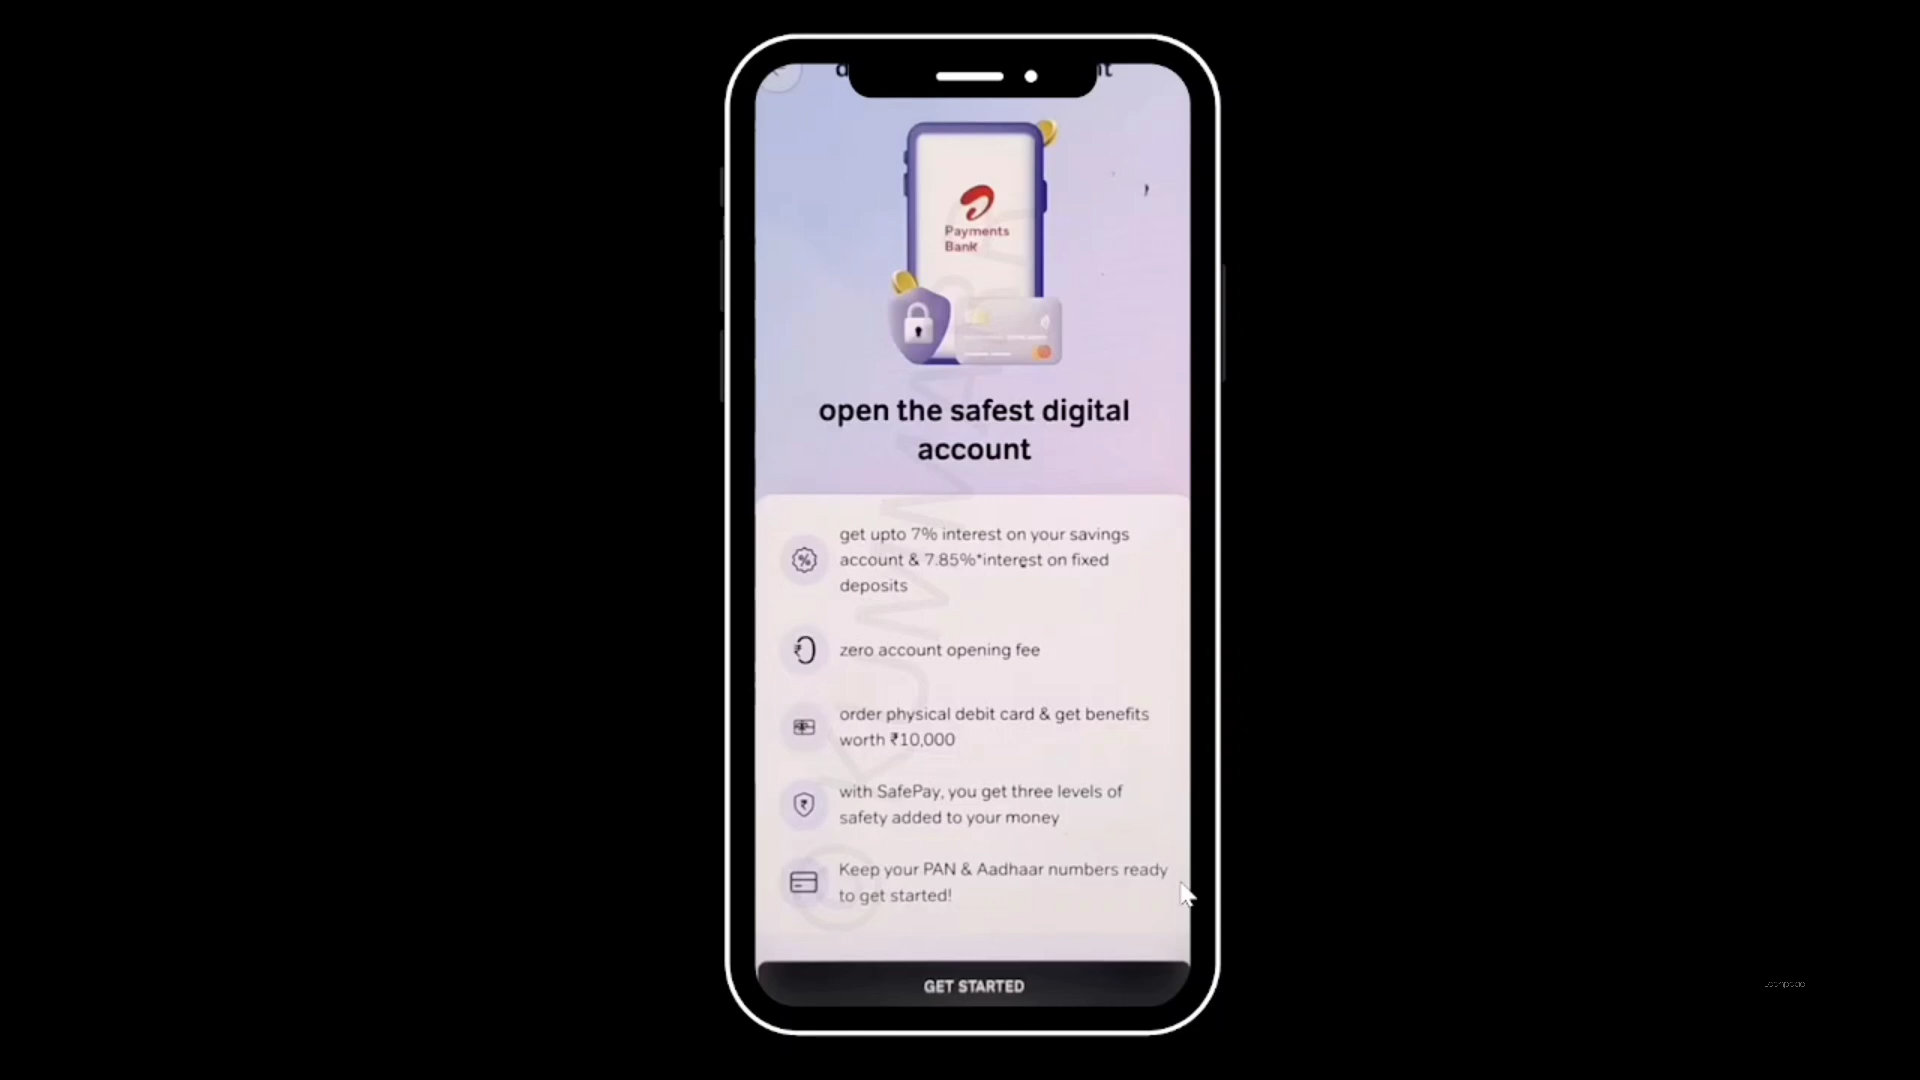 Payments
Bank
open the safest digital
account
get upto 7% interest on your savings
account & 7.85%*interest on fixed
deposits
zero account opening fee
order physical debit card & get benefits
worth ₹10,000
with SafePay, you get three levels of
safety added to your money
Keep your PAN & Aadhaar numbers ready
to get started!
GET STARTED